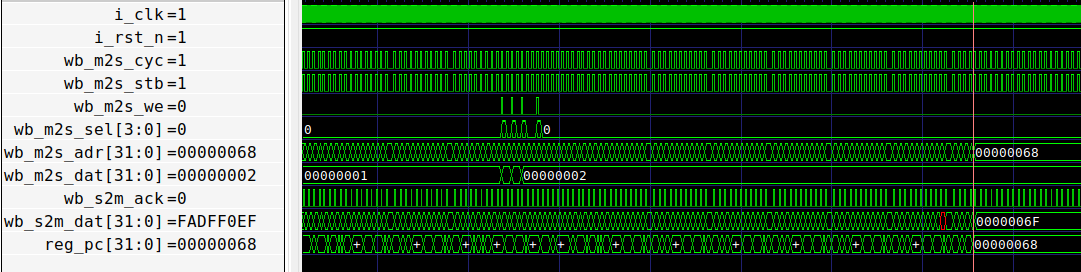 i_clk=1
i_rst_n=1
wb_m2s_cyc=1
wb_m2s_stb=1
wb_m2s_we=0
wb_m2s_sel[3:0]=0 0 0
wb_m2s_adr[31:0]=00000068 00000068
wb_m2s_dat[31:0]=00000002 00000001 00000002
wb_s2m_ack=0
wb_s2m_dat[31:0]=FADFF0EF 0000006F
reg_pc[31:0]=00000068 + + + + + + + + + + + + 00000068